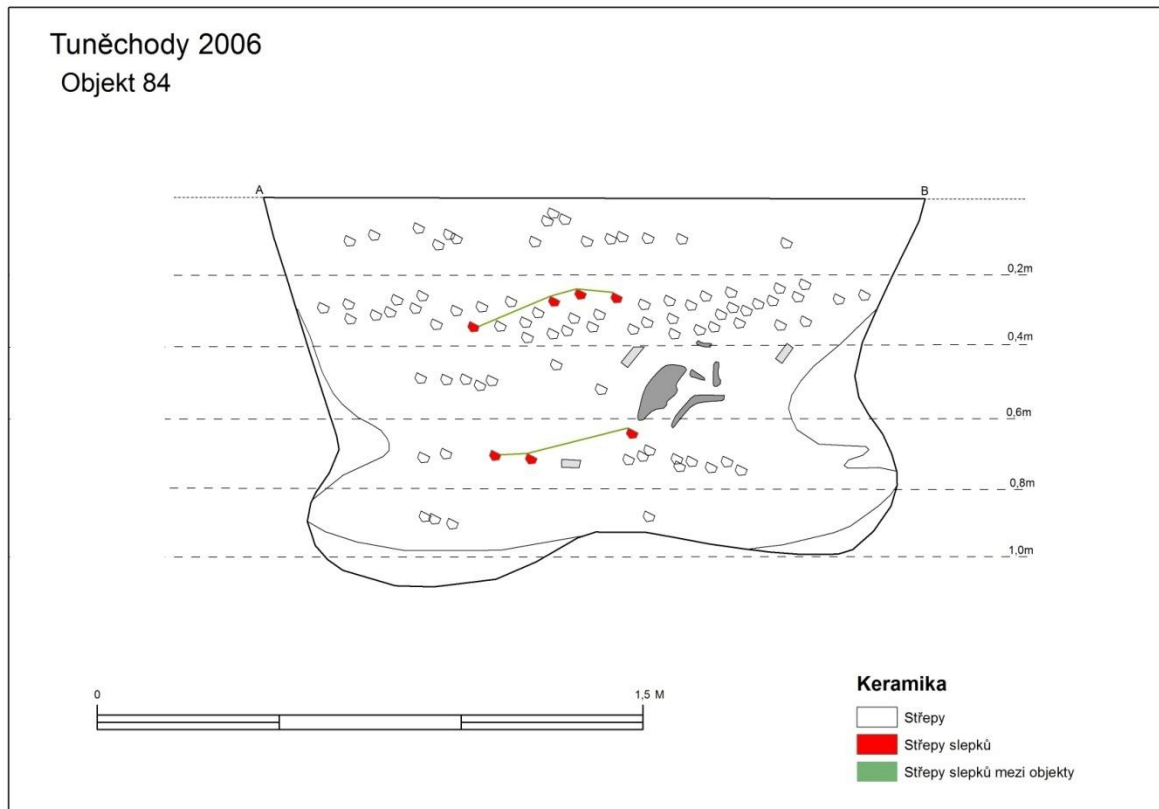 Tuněchody 2006
Objekt 84
A
B
0,2m
0,4m
0,6m
0,8m
1,0m
0
1,5 M
Keramika
Střepy
Střepy slepků
Střepy slepků mezi objekty